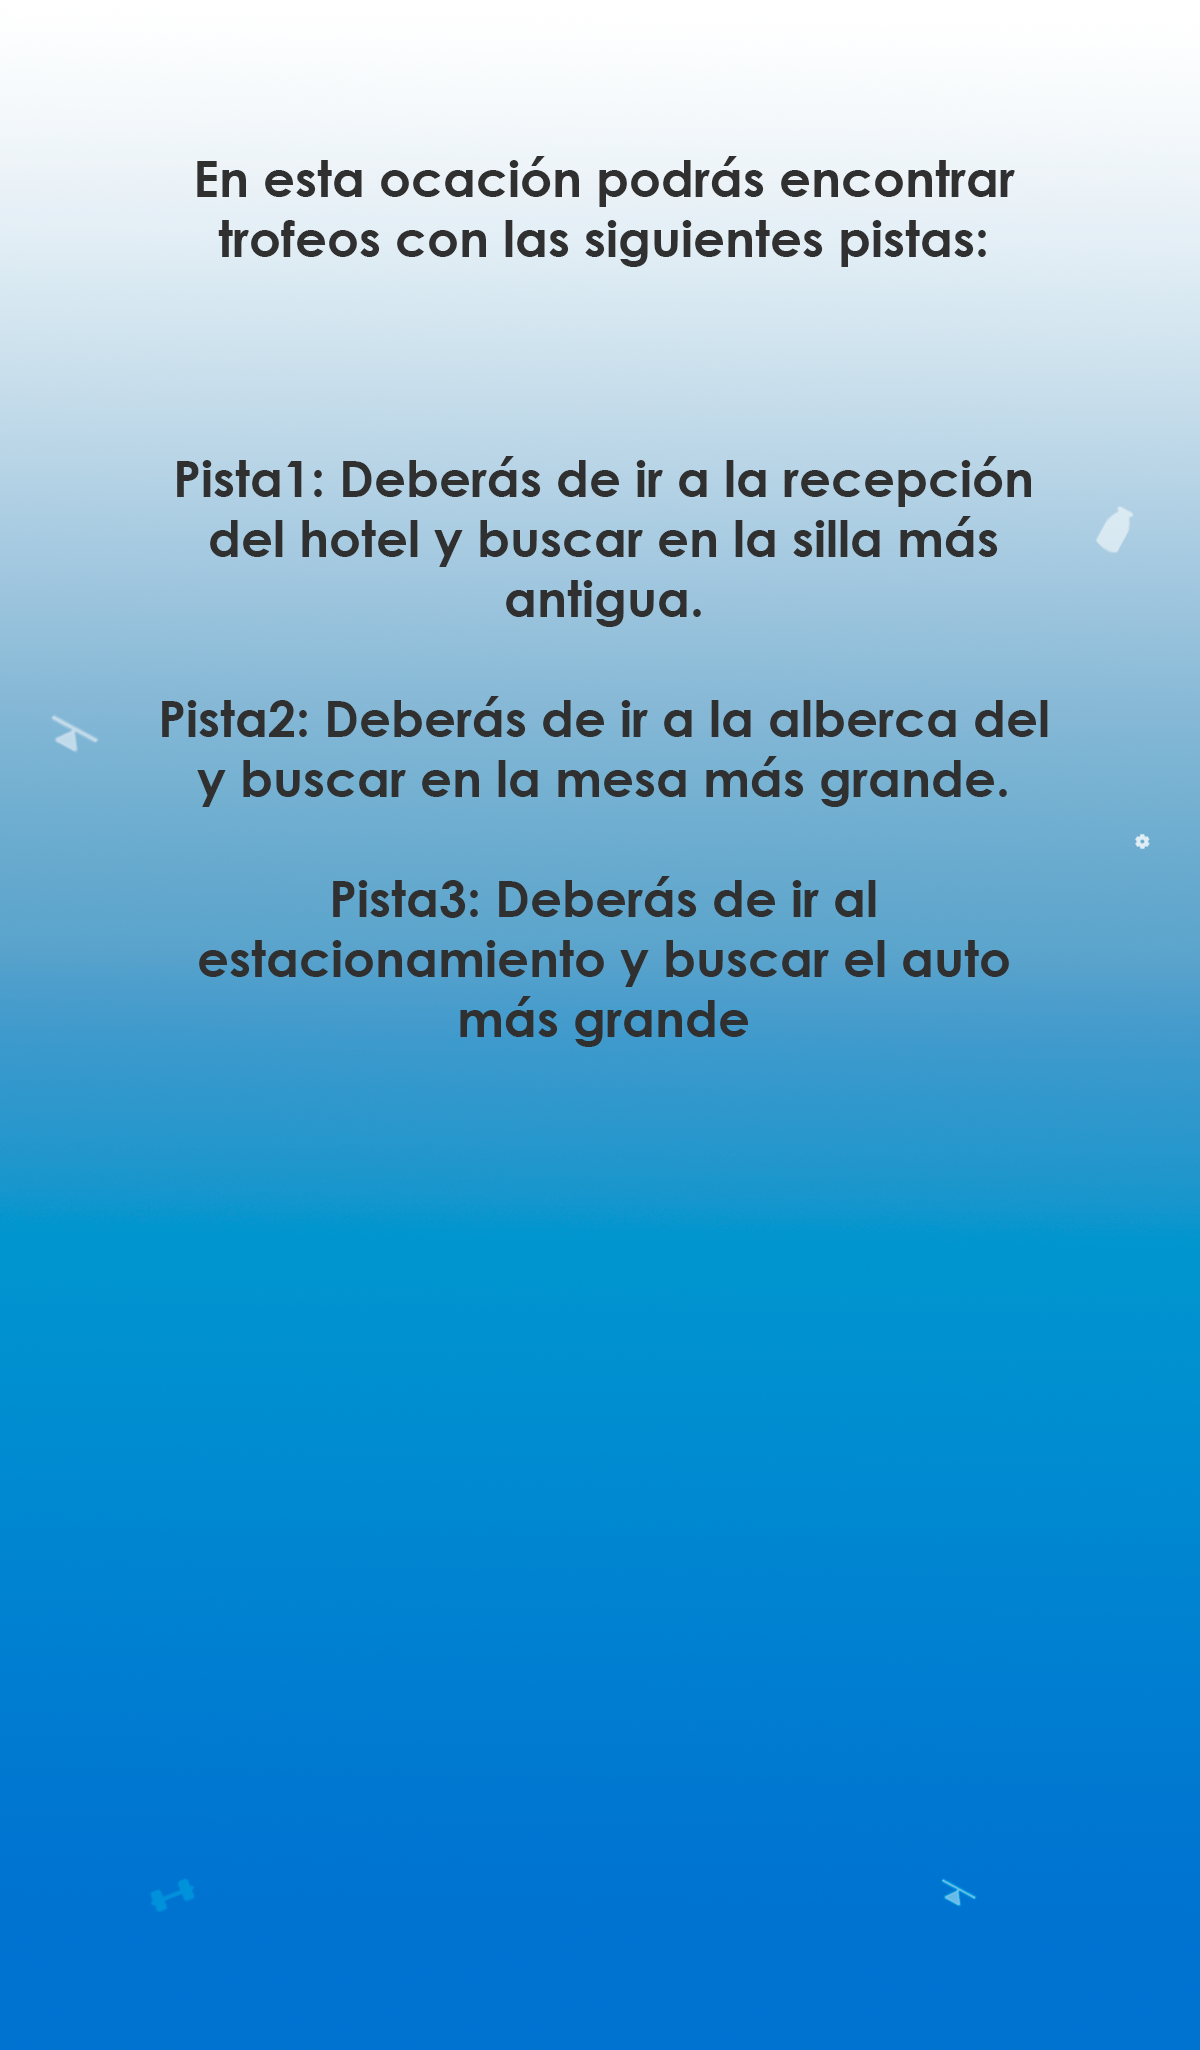 En esta ocación podrás encontrar
trofeos con las siguientes pistas:
Pista1: Deberás de ir a la recepción
del hotel y buscar en la silla más
antigua.
Pista2: Deberás de ir a la alberca del
y buscar en la mesa más grande.
Pista3: Deberás de ir al
estacionamiento y buscar el auto
más grande